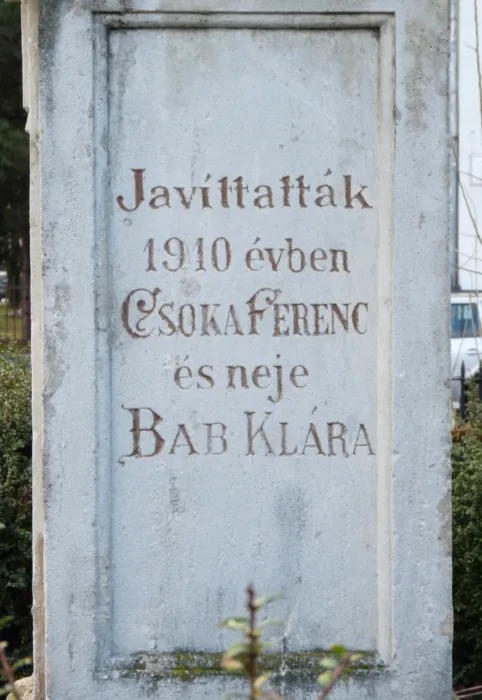 Javíttatták
1910 évben
CSOKA FERENC
és neje
BAB KLÁRA